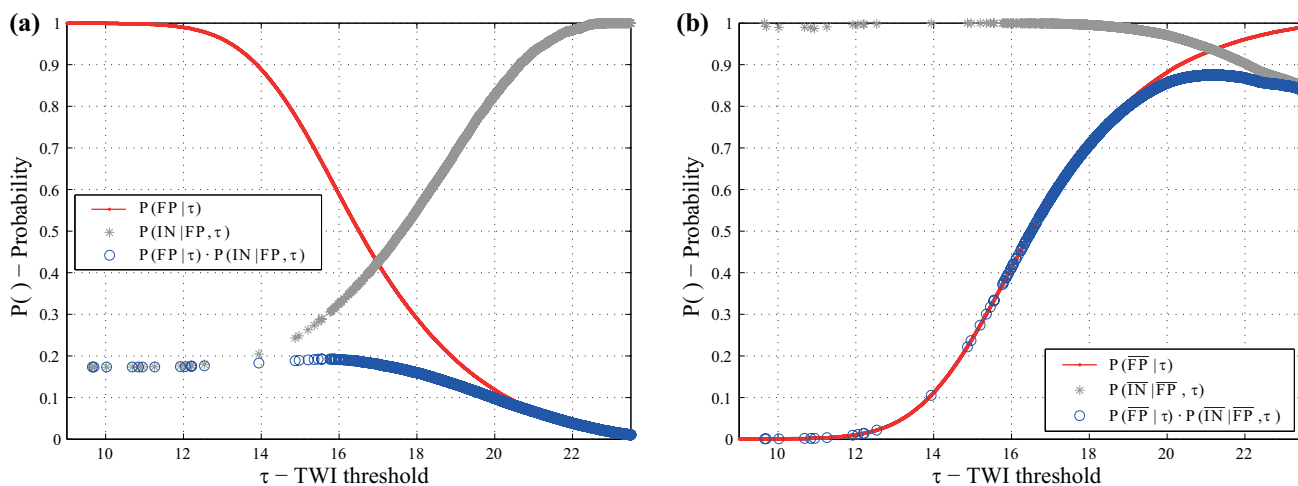 (a)
P( ) − Probability
1
0.9
0.8
0.7
0.6
0.5
0.4
0.3
0.2
0.1
0
P(FP|τ)
P(IN|FP,τ)
P(FP|τ)·P(IN|FP,τ)
10 12 14 16 18 20 22
τ − TWI threshold
(b)
P( ) − Probability
1
0.9
0.8
0.7
0.6
0.5
0.4
0.3
0.2
0.1
0
P(F̅P̅|τ)
P(I̅N̅|F̅P̅,τ)
P(F̅P̅|τ)·P(I̅N̅|F̅P̅,τ)
10 12 14 16 18 20 22
τ − TWI threshold